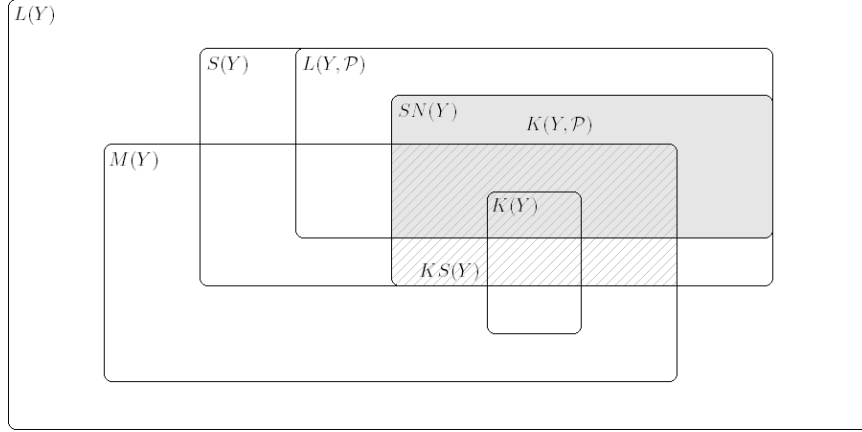 L(Y)
S(Y)
L(Y, 𝒫)
SN(Y)
K(Y, 𝒫)
M(Y)
K(Y)
KS(Y)